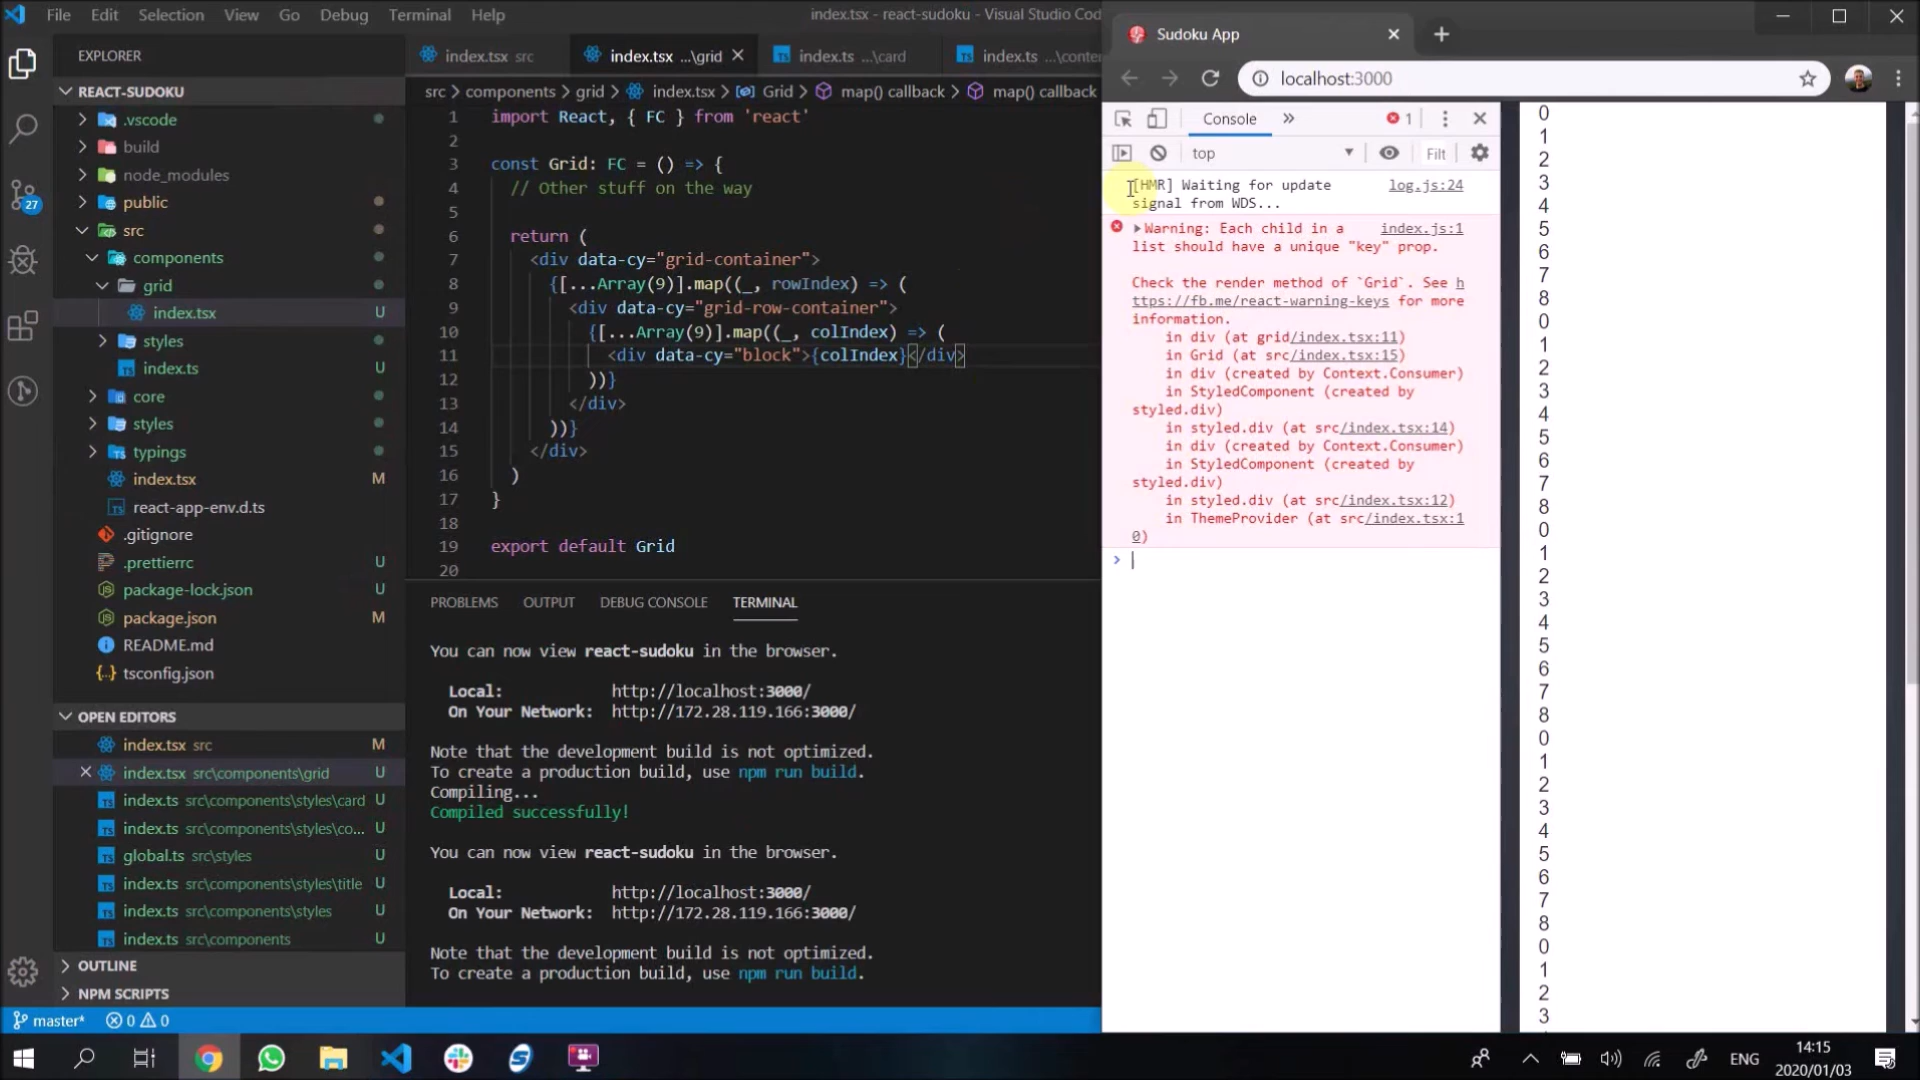 File Edit Selection View Go Debug Terminal Help
index.tsx - react-sudoku - Visual Studio Cod
EXPLORER
REACT-SUDOKU
.vscode
build
node_modules
public
src
components
grid
index.tsx U
styles
index.ts U
core
styles
typings
index.tsx M
react-app-env.d.ts
.gitignore
.prettierrc U
package-lock.json U
package.json M
README.md
tsconfig.json
OPEN EDITORS
index.tsx src M
index.tsx src\components\grid U
index.ts src\components\styles\card U
index.ts src\components\styles\co... U
global.ts src\styles U
index.ts src\components\styles\title U
index.ts src\components\styles U
index.ts src\components U
OUTLINE
NPM SCRIPTS
27
master* 0 0
index.tsx src index.tsx ...\grid index.ts ...\card index.ts ...\conte
src > components > grid > index.tsx > Grid > map() callback > map() callback
1 import React, { FC } from 'react'
2
3 const Grid: FC = () => {
4 // Other stuff on the way
5
6 return (
7 <div data-cy="grid-container">
8 {[...Array(9)].map((_, rowIndex) => (
9 <div data-cy="grid-row-container">
10 {[...Array(9)].map((_, colIndex) => (
11 <div data-cy="block">{colIndex}</div>
12 ))}
13 </div>
14 ))}
15 </div>
16 )
17 }
18
19 export default Grid
20
PROBLEMS OUTPUT DEBUG CONSOLE TERMINAL
You can now view react-sudoku in the browser.
Local: http://localhost:3000/
On Your Network: http://172.28.119.166:3000/
Note that the development build is not optimized.
To create a production build, use npm run build.
Compiling...
Compiled successfully!
You can now view react-sudoku in the browser.
Local: http://localhost:3000/
On Your Network: http://172.28.119.166:3000/
Note that the development build is not optimized.
To create a production build, use npm run build.
Sudoku App
localhost:3000
Console » 1
top Filt
[HMR] Waiting for update log.js:24
signal from WDS...
Warning: Each child in a index.js:1
list should have a unique "key" prop.
Check the render method of `Grid`. See h
ttps://fb.me/react-warning-keys for more
information.
in div (at grid/index.tsx:11)
in Grid (at src/index.tsx:15)
in div (created by Context.Consumer)
in StyledComponent (created by
styled.div)
in styled.div (at src/index.tsx:14)
in div (created by Context.Consumer)
in StyledComponent (created by
styled.div)
in styled.div (at src/index.tsx:12)
in ThemeProvider (at src/index.tsx:1
0)
>
0
1
2
3
4
5
6
7
8
0
1
2
3
4
5
6
7
8
0
1
2
3
4
5
6
7
8
0
1
2
3
4
5
6
7
8
0
1
2
3
ENG
14:15
2020/01/03